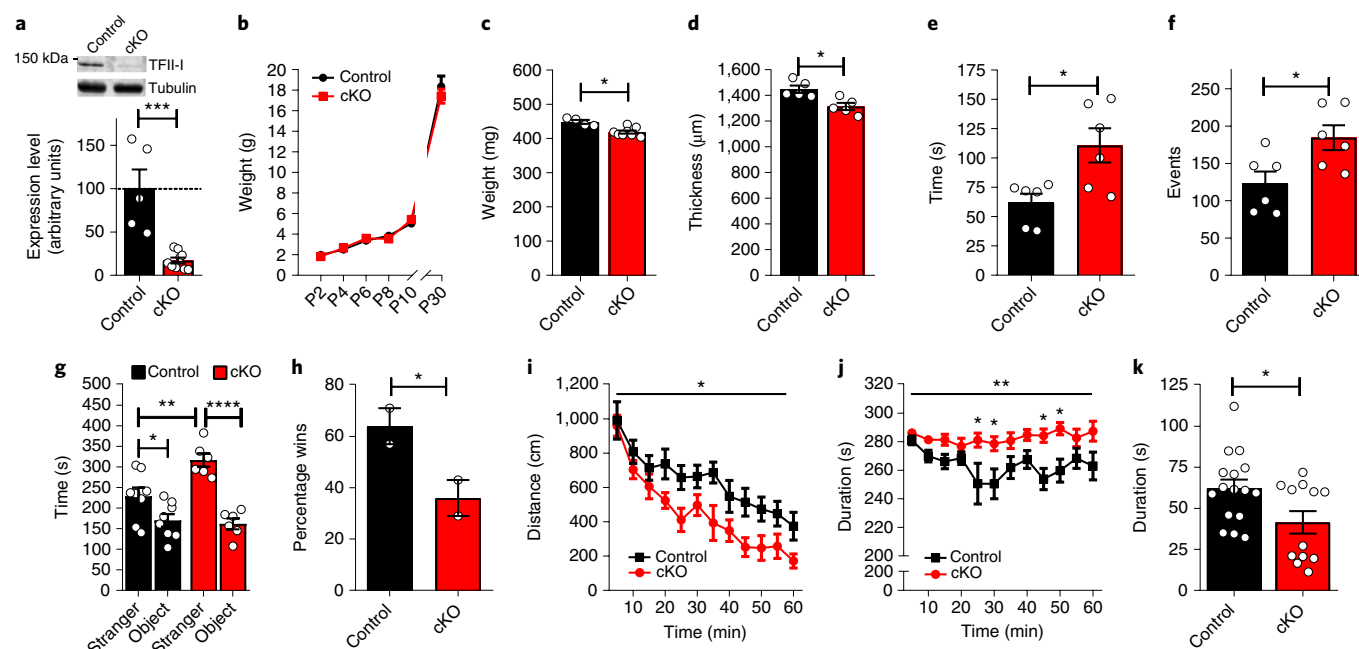 a
Control
cKO
150 kDa
TFII-I
Tubulin
***
Expression level
(arbitrary units)
150
100
50
0
Control
cKO
b
Control
cKO
Weight (g)
20
18
16
14
12
10
8
6
4
2
0
P2
P4
P6
P8
P10
P30
c
*
Weight (mg)
600
500
400
300
200
100
0
Control
cKO
d
*
Thickness (μm)
1,600
1,400
1,200
1,000
800
600
400
200
0
Control
cKO
e
*
Time (s)
175
150
125
100
75
50
25
0
Control
cKO
f
*
Events
250
200
150
100
50
0
Control
cKO
g
Control
cKO
** ****
*
Time (s)
500
450
400
350
300
250
200
150
100
50
0
Stranger
Object
Stranger
Object
h
*
Percentage wins
80
60
40
20
0
Control
cKO
i
*
Distance (cm)
1,200
1,000
800
600
400
200
0
Control
cKO
10 20 30 40 50 60
Time (min)
j
**
* * * *
Duration (s)
320
300
280
260
240
220
200
200
0
Control
cKO
10 20 30 40 50 60
Time (min)
k
*
Duration (s)
125
100
75
50
25
0
Control
cKO